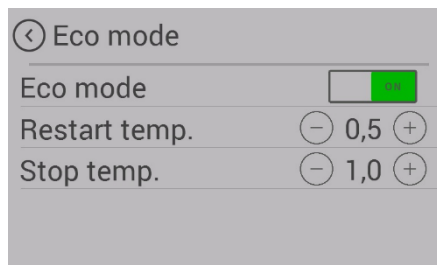 Eco mode
Eco mode ON
Restart temp. − 0,5 +
Stop temp. − 1,0 +